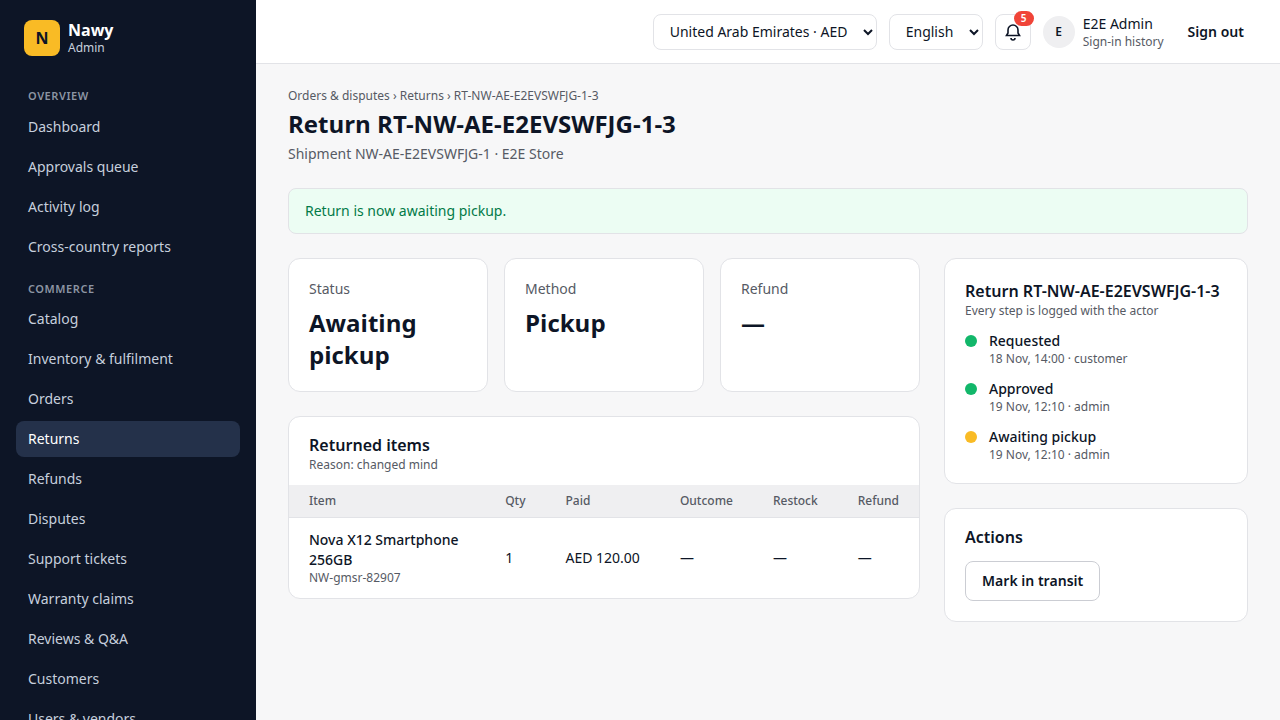 N
Nawy
Admin
OVERVIEW
Dashboard
Approvals queue
Activity log
Cross-country reports
COMMERCE
Catalog
Inventory & fulfilment
Orders
Returns
Refunds
Disputes
Support tickets
Warranty claims
Reviews & Q&A
Customers
Users & vendors
United Arab Emirates · AED
English
5
E
E2E Admin
Sign-in history
Sign out
Orders & disputes › Returns › RT-NW-AE-E2EVSWFJG-1-3
Return RT-NW-AE-E2EVSWFJG-1-3
Shipment NW-AE-E2EVSWFJG-1 · E2E Store
Return is now awaiting pickup.
Status
Awaiting
pickup
Method
Pickup
Refund
—
Returned items
Reason: changed mind
Item Qty Paid Outcome Restock Refund
Nova X12 Smartphone
256GB
NW-gmsr-82907
1 AED 120.00 — — —
Return RT-NW-AE-E2EVSWFJG-1-3
Every step is logged with the actor
Requested
18 Nov, 14:00 · customer
Approved
19 Nov, 12:10 · admin
Awaiting pickup
19 Nov, 12:10 · admin
Actions
Mark in transit